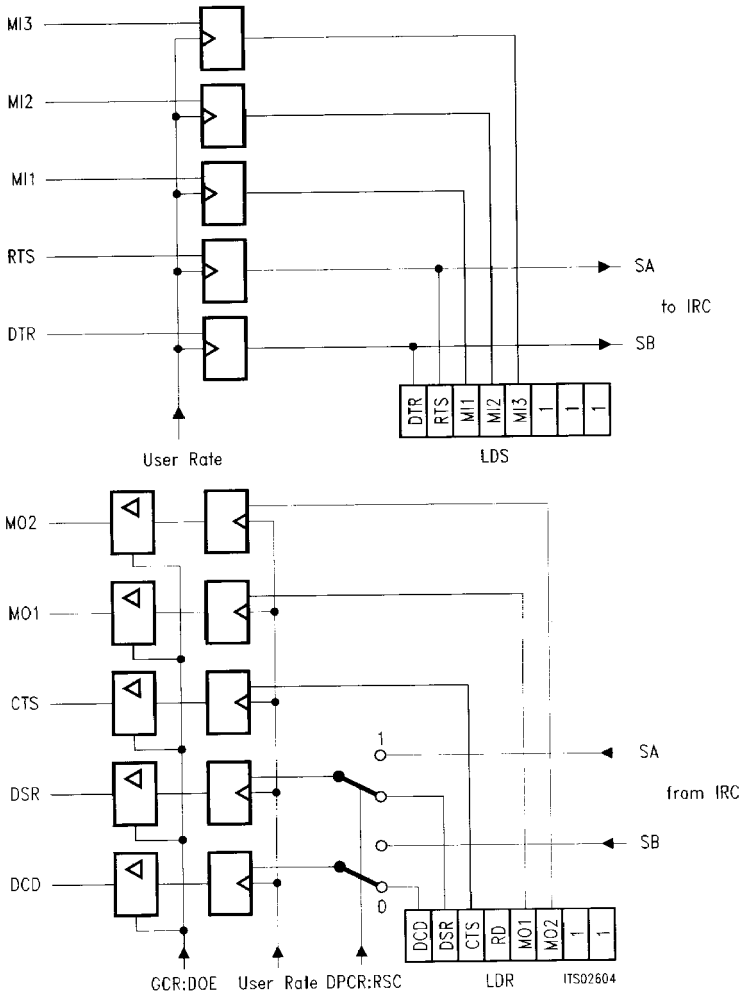 MI3
MI2
MI1
RTS
SA
to IRC
DTR
SB
DTR RTS MI1 MI2 MI3 1 1 1
User Rate
LDS
MO2
MO1
CTS
1
SA
DSR
from IRC
SB
DCD
0
DCD DSR CTS RD MO1 MO2 1 1
GCR:DOE User Rate DPCR:RSC LDR ITS02604